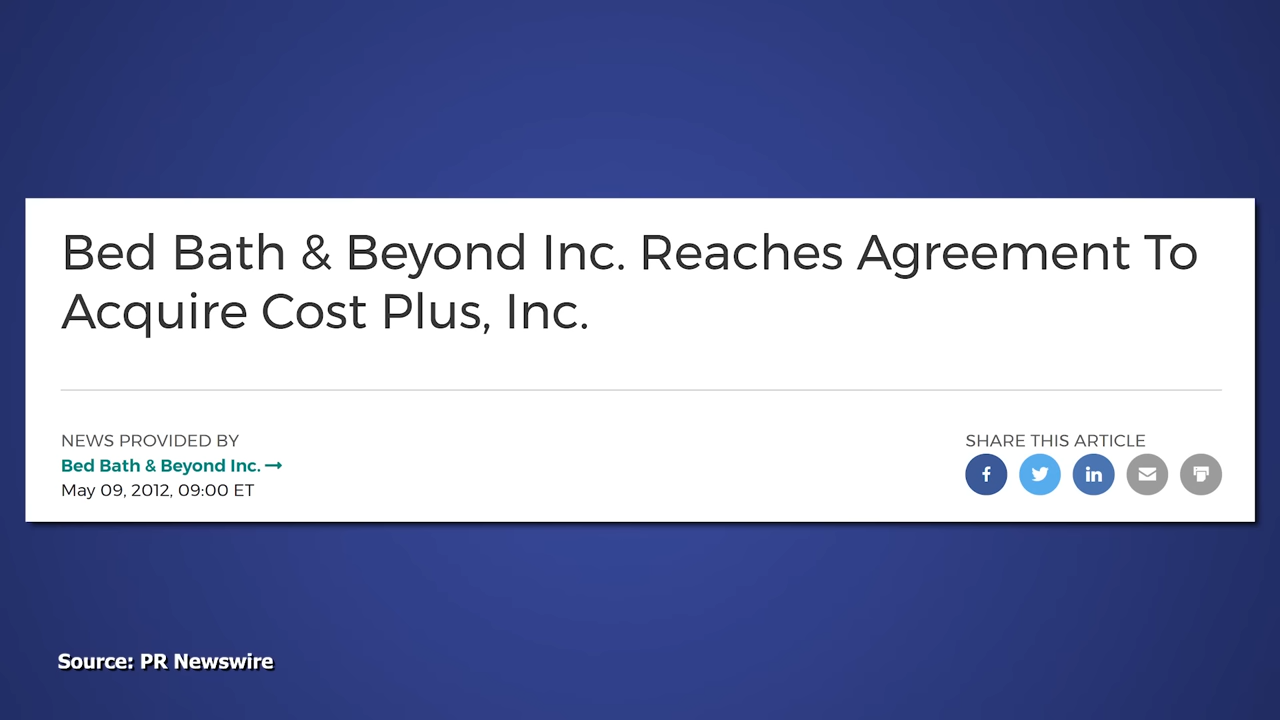 Bed Bath & Beyond Inc. Reaches Agreement To
Acquire Cost Plus, Inc.
NEWS PROVIDED BY
Bed Bath & Beyond Inc. →
May 09, 2012, 09:00 ET
SHARE THIS ARTICLE
f
in
Source: PR Newswire